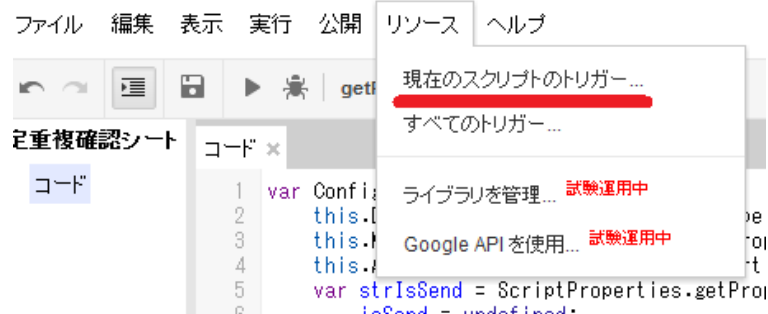 ファイル 編集 表示 実行 公開 リソース ヘルプ
現在のスクリプトのトリガー...
すべてのトリガー...
ライブラリを管理... 試験運用中
Google API を使用... 試験運用中
定重複確認シート
コード
コード ×
1 var Config
2 this.
3 this.
4 this.
5 var strIsSend = ScriptProperties.getProp
6 isSend = undefined;